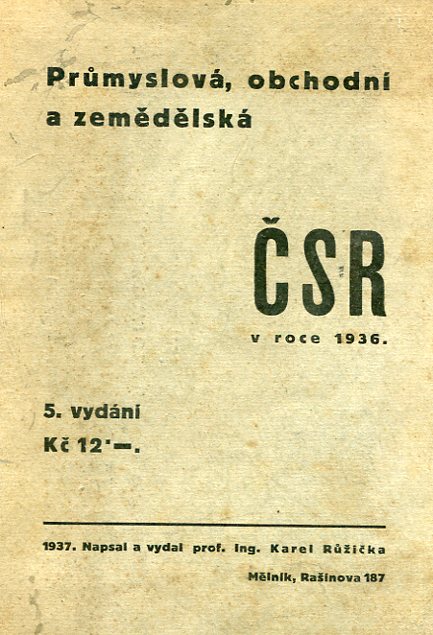 Průmyslová, obchodní
a zemědělská
ČSR
v roce 1936.
5. vydání
Kč 12·—.
1937. Napsal a vydal prof. Ing. Karel Růžička
Mělník, Rašínova 187